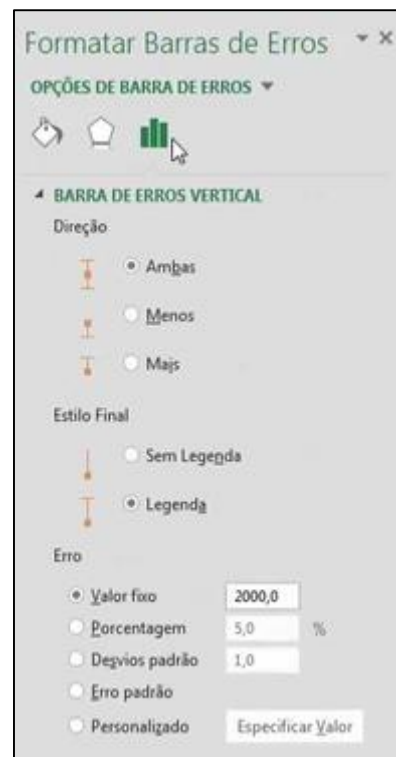 Formatar Barras de Erros
OPÇÕES DE BARRA DE ERROS
BARRA DE ERROS VERTICAL
Direção
Ambas
Menos
Mais
Estilo Final
Sem Legenda
Legenda
Erro
Valor fixo 2000,0
Porcentagem 5,0 %
Desvios padrão 1,0
Erro padrão
Personalizado Especificar Valor